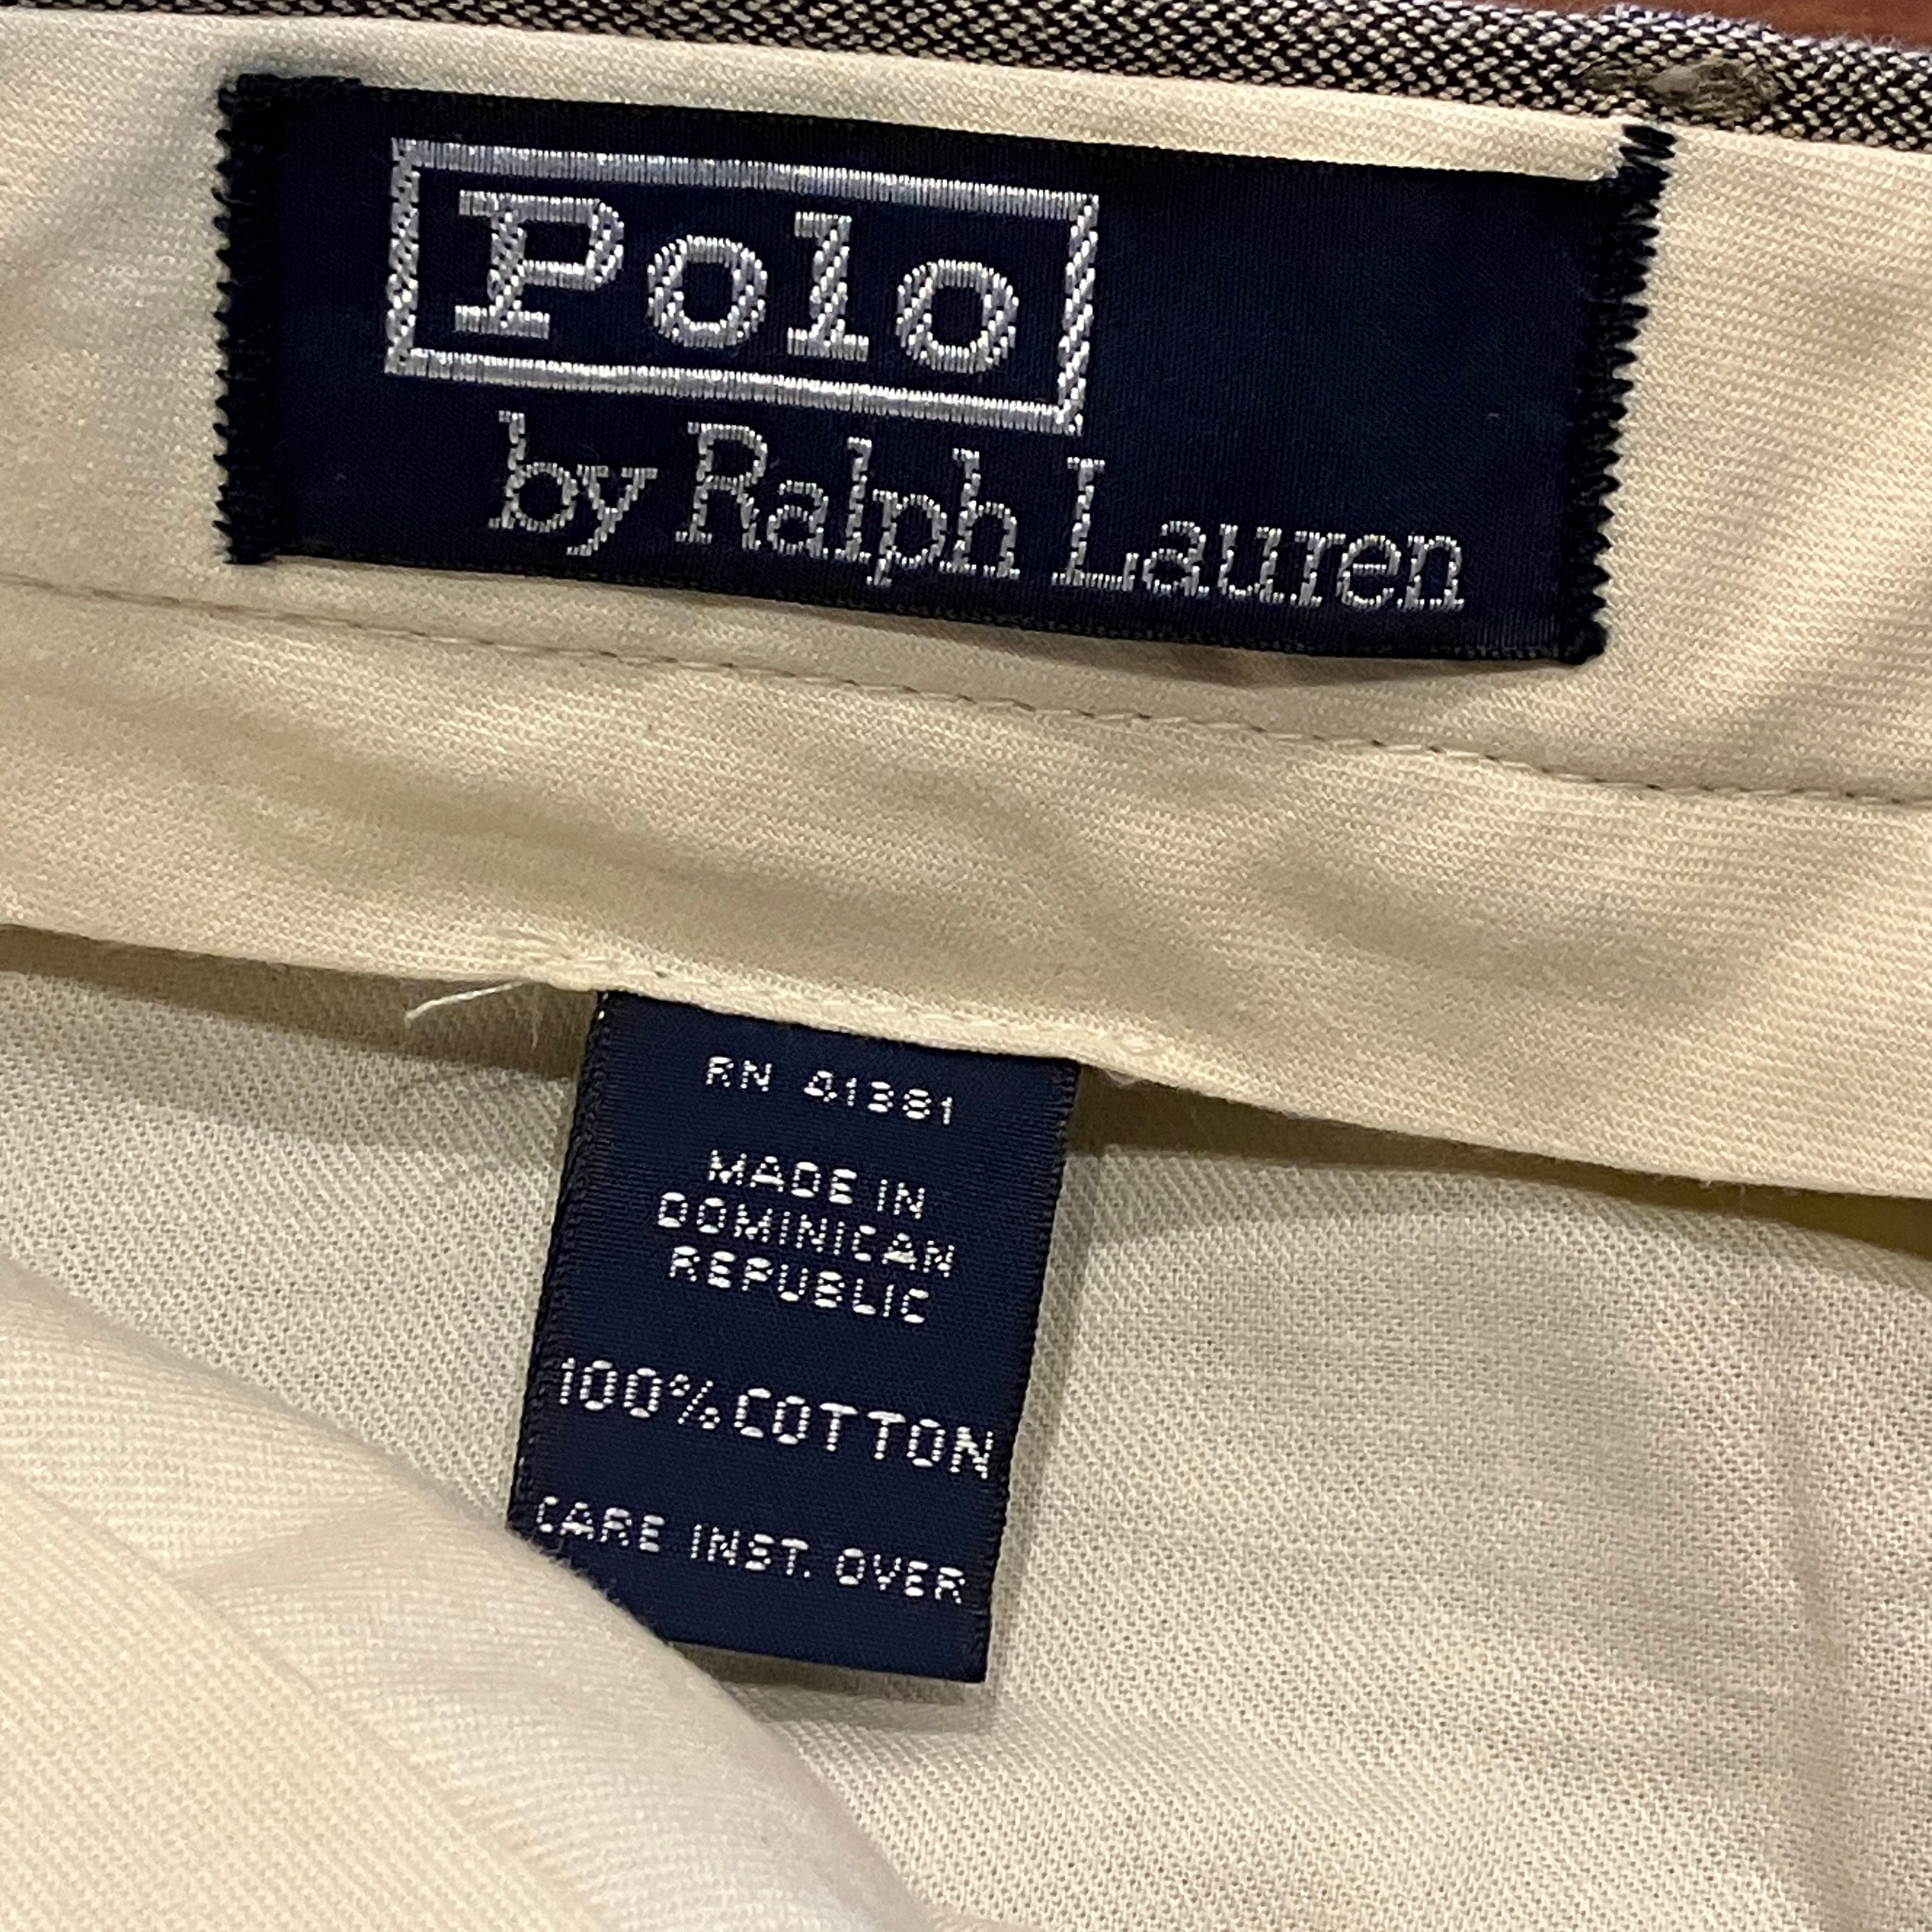 Polo
by Ralph Lauren
RN 41381
MADE IN
DOMINICAN
REPUBLIC
100% COTTON
CARE INST. OVER